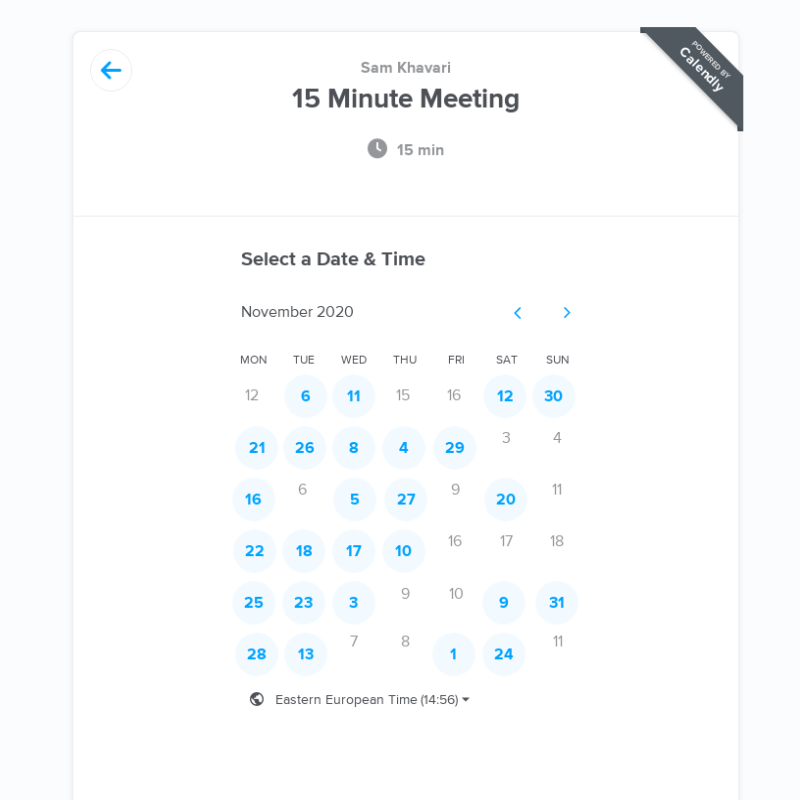 POWERED BY
Calendly
Sam Khavari
15 Minute Meeting
15 min
Select a Date & Time
November 2020
MON TUE WED THU FRI SAT SUN
12 6 11 15 16 12 30
21 26 8 4 29 3 4
16 6 5 27 9 20 11
22 18 17 10 16 17 18
25 23 3 9 10 9 31
28 13 7 8 1 24 11
Eastern European Time (14:56)